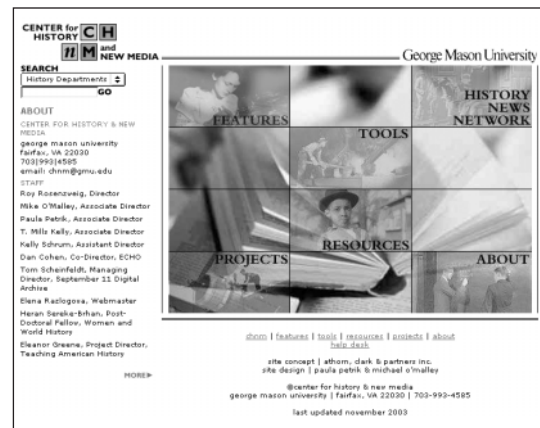 CENTER for
HISTORY C H
n M and
NEW MEDIA
George Mason University
SEARCH
History Departments
GO
ABOUT
CENTER FOR HISTORY & NEW
MEDIA
george mason university
fairfax, VA 22030
703|993|4585
email: chnm@gmu.edu
STAFF
Roy Rosenzweig, Director
Mike O'Malley, Associate Director
Paula Petrik, Associate Director
T. Mills Kelly, Associate Director
Kelly Schrum, Assistant Director
Dan Cohen, Co-Director, ECHO
Tom Scheinfeldt, Managing
Director, September 11 Digital
Archive
Elena Razlogosa, Webmaster
Heran Sereke-Brhan, Post-
Doctoral Fellow, Women and
World History
Eleanor Greene, Project Director,
Teaching American History
MORE
FEATURES
HISTORY
NEWS
NETWORK
TOOLS
RESOURCES
PROJECTS
ABOUT
chnm | features | tools | resources | projects | about
help desk
site concept | athorn, clark & partners inc.
site design | paula petrik & michael o'malley
©center for history & new media
george mason university | fairfax, VA 22030 | 703-993-4585
last updated november 2003